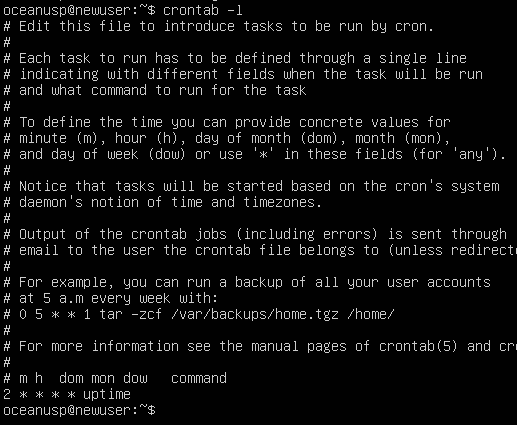 oceanusp@newuser:~$ crontab -l
# Edit this file to introduce tasks to be run by cron.
#
# Each task to run has to be defined through a single line
# indicating with different fields when the task will be run
# and what command to run for the task
#
# To define the time you can provide concrete values for
# minute (m), hour (h), day of month (dom), month (mon),
# and day of week (dow) or use '*' in these fields (for 'any').
#
# Notice that tasks will be started based on the cron's system
# daemon's notion of time and timezones.
#
# Output of the crontab jobs (including errors) is sent through
# email to the user the crontab file belongs to (unless redirecte
#
# For example, you can run a backup of all your user accounts
# at 5 a.m every week with:
# 0 5 * * 1 tar -zcf /var/backups/home.tgz /home/
#
# For more information see the manual pages of crontab(5) and cro
#
# m h  dom mon dow   command
2 * * * * uptime
oceanusp@newuser:~$